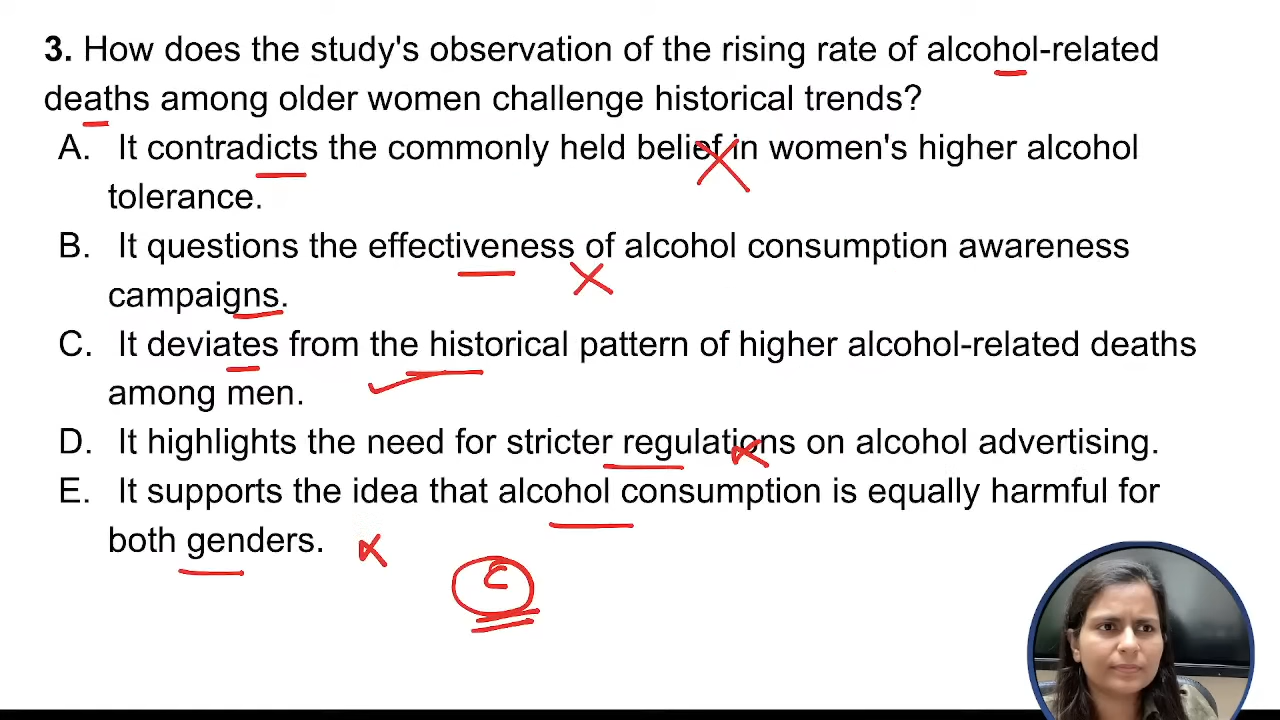 3. How does the study's observation of the rising rate of alcohol-related
deaths among older women challenge historical trends?
A. It contradicts the commonly held belief in women's higher alcohol
tolerance.
B. It questions the effectiveness of alcohol consumption awareness
campaigns.
C. It deviates from the historical pattern of higher alcohol-related deaths
among men.
D. It highlights the need for stricter regulations on alcohol advertising.
E. It supports the idea that alcohol consumption is equally harmful for
both genders.
C